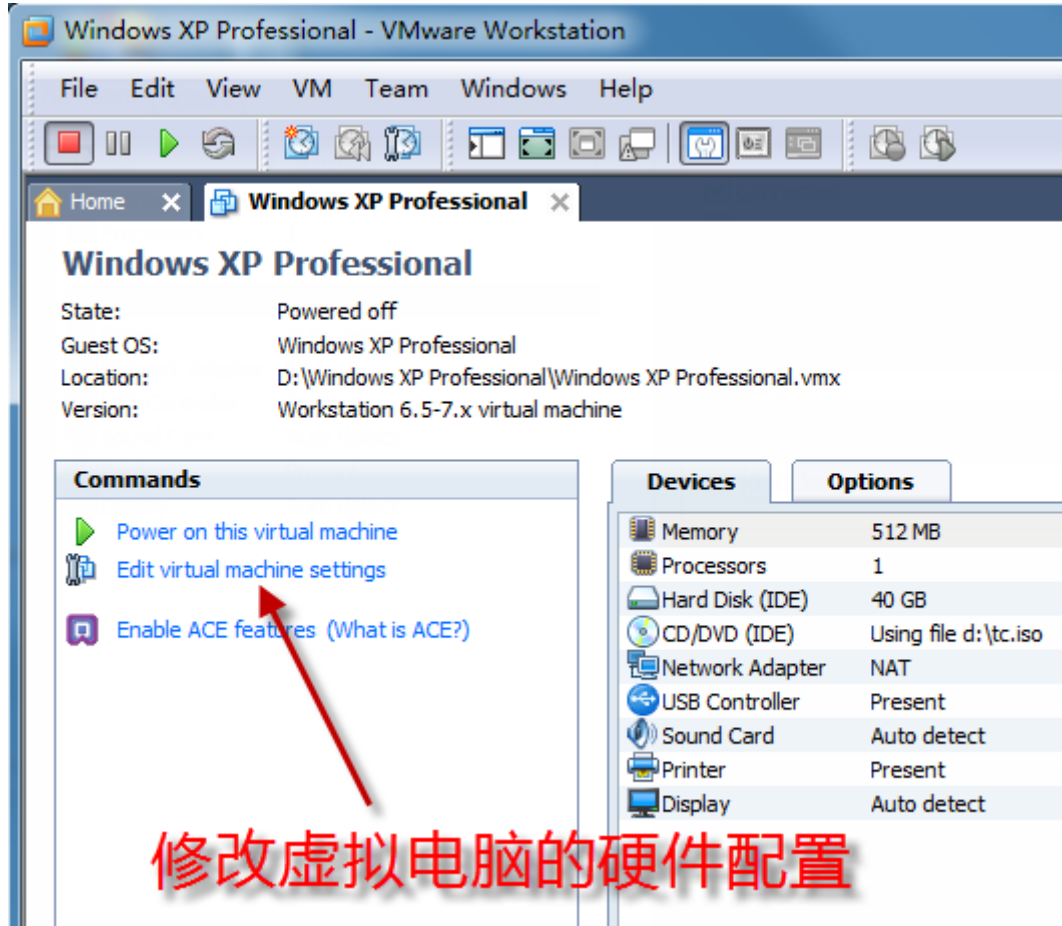 Windows XP Professional - VMware Workstation
File Edit View VM Team Windows Help
Home Windows XP Professional
Windows XP Professional
State: Powered off
Guest OS: Windows XP Professional
Location: D:\Windows XP Professional\Windows XP Professional.vmx
Version: Workstation 6.5-7.x virtual machine
Commands
Power on this virtual machine
Edit virtual machine settings
Enable ACE features (What is ACE?)
Devices Options
Memory 512 MB
Processors 1
Hard Disk (IDE) 40 GB
CD/DVD (IDE) Using file d:\tc.iso
Network Adapter NAT
USB Controller Present
Sound Card Auto detect
Printer Present
Display Auto detect
修改虚拟电脑的硬件配置